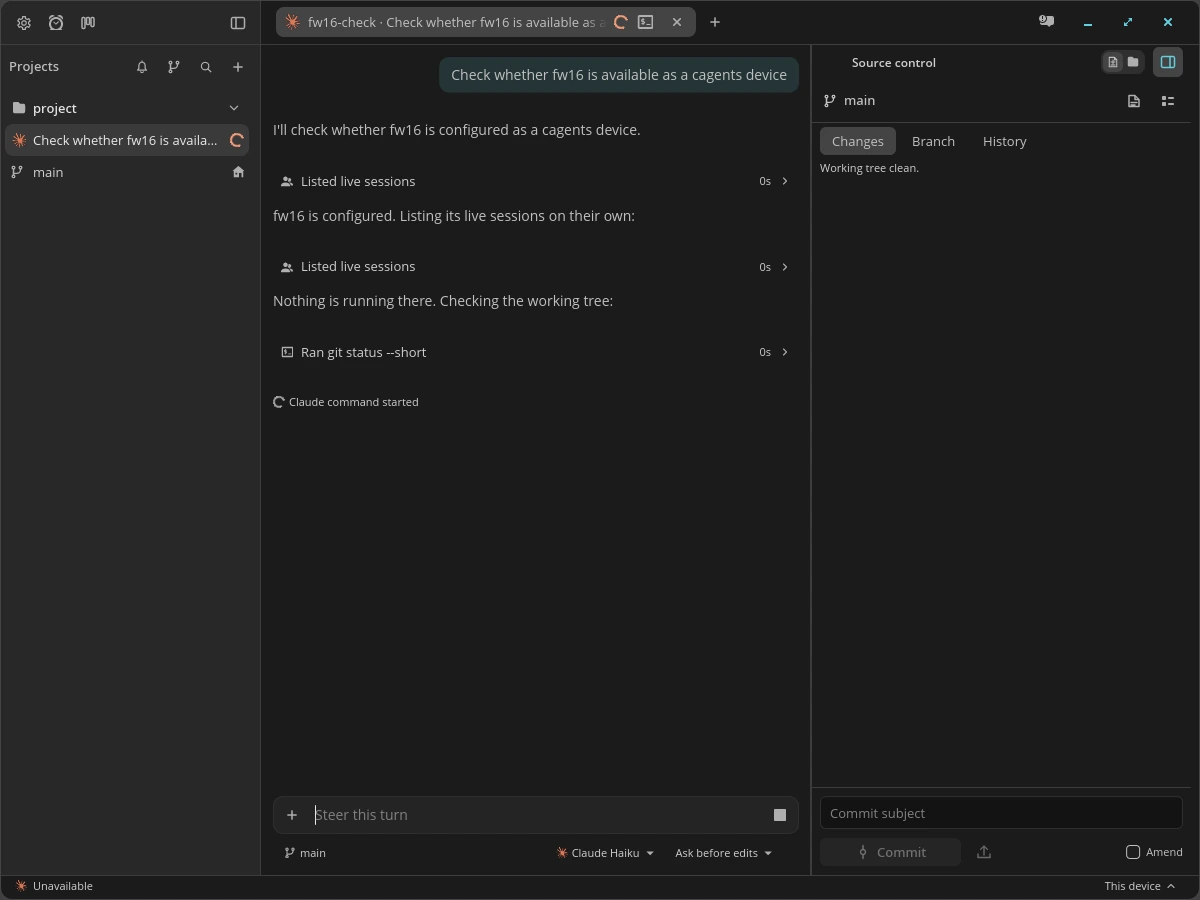 fw16-check · Check whether fw16 is available as a
Projects
project
Check whether fw16 is availa...
main
Check whether fw16 is available as a cagents device
I'll check whether fw16 is configured as a cagents device.
Listed live sessions 0s
fw16 is configured. Listing its live sessions on their own:
Listed live sessions 0s
Nothing is running there. Checking the working tree:
Ran git status --short 0s
Claude command started
Steer this turn
main Claude Haiku Ask before edits
Source control
main
Changes Branch History
Working tree clean.
Commit subject
Commit Amend
Unavailable This device